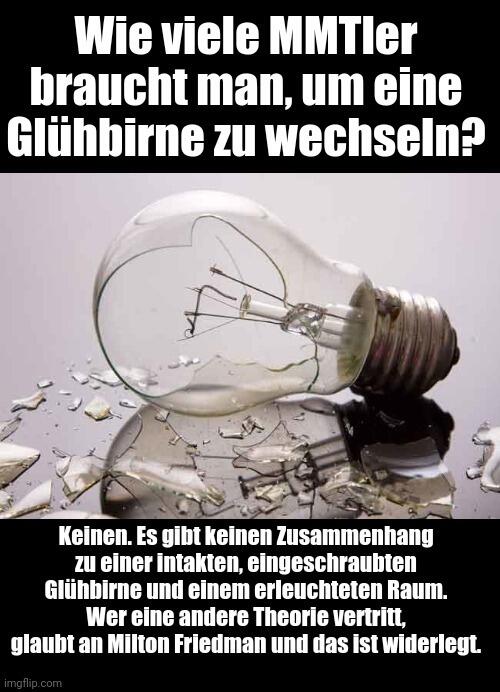 Wie viele MMTler
braucht man, um eine
Glühbirne zu wechseln?
Keinen. Es gibt keinen Zusammenhang
zu einer intakten, eingeschraubten
Glühbirne und einem erleuchteten Raum.
Wer eine andere Theorie vertritt,
glaubt an Milton Friedman und das ist widerlegt.
imgflip.com